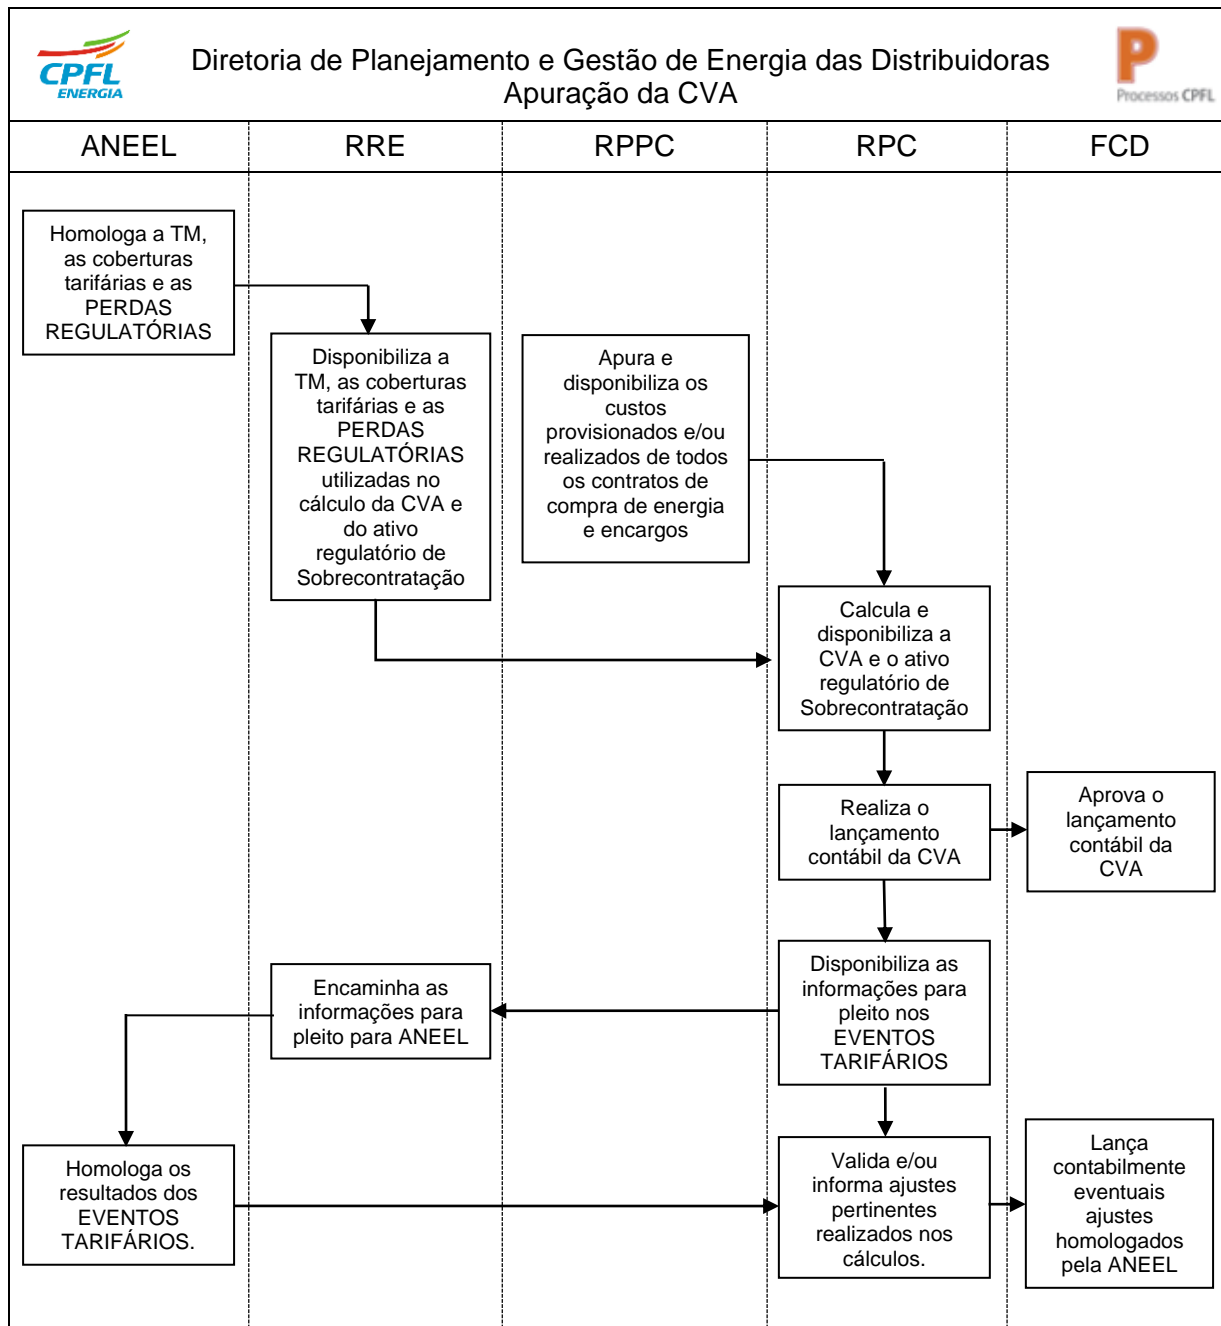 CPFL
ENERGIA
Diretoria de Planejamento e Gestão de Energia das Distribuidoras
Apuração da CVA
P
Processos CPFL
ANEEL
RRE
RPPC
RPC
FCD
Homologa a TM,
as coberturas
tarifárias e as
PERDAS
REGULATÓRIAS
Disponibiliza a
TM, as coberturas
tarifárias e as
PERDAS
REGULATÓRIAS
utilizadas no
cálculo da CVA e
do ativo
regulatório de
Sobrecontratação
Apura e
disponibiliza os
custos
provisionados e/ou
realizados de todos
os contratos de
compra de energia
e encargos
Calcula e
disponibiliza a
CVA e o ativo
regulatório de
Sobrecontratação
Realiza o
lançamento
contábil da CVA
Aprova o
lançamento
contábil da
CVA
Disponibiliza as
informações para
pleito nos
EVENTOS
TARIFÁRIOS
Encaminha as
informações para
pleito para ANEEL
Homologa os
resultados dos
EVENTOS
TARIFÁRIOS.
Valida e/ou
informa ajustes
pertinentes
realizados nos
cálculos.
Lança
contabilmente
eventuais
ajustes
homologados
pela ANEEL